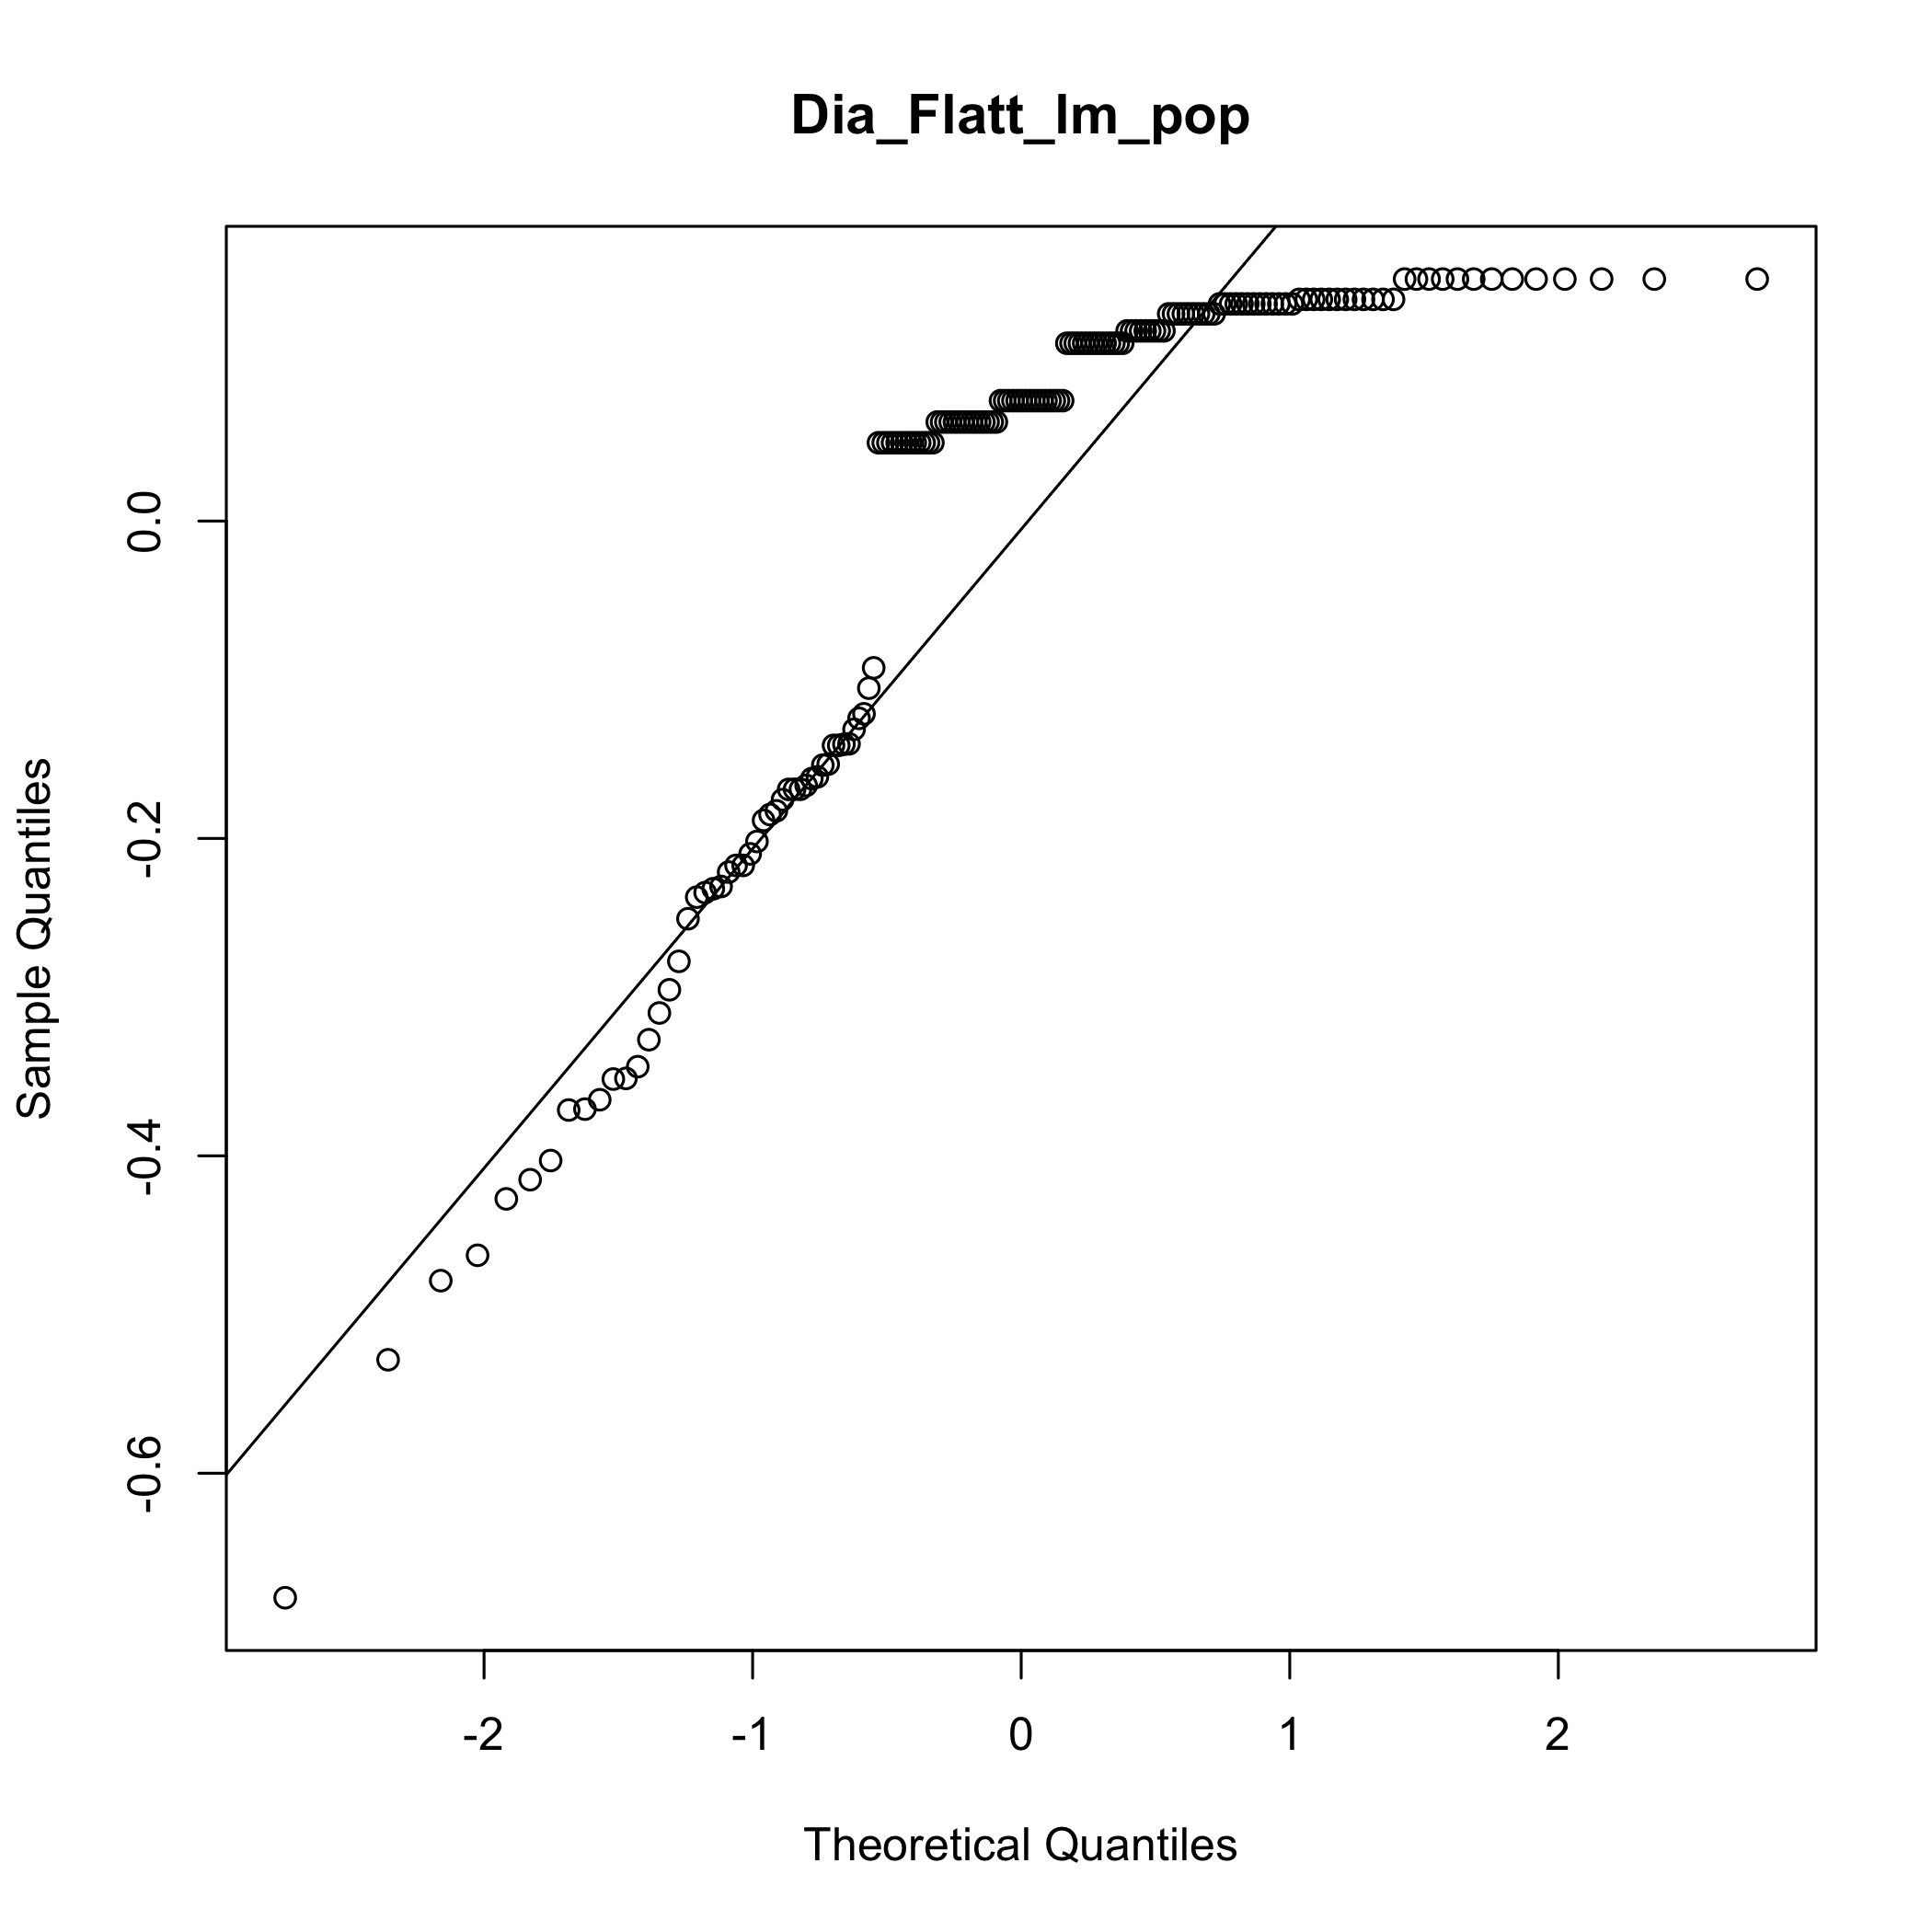 Dia_Flatt_lm_pop
Sample Quantiles
0.0
-0.2
-0.4
-0.6
-2 -1 0 1 2
Theoretical Quantiles